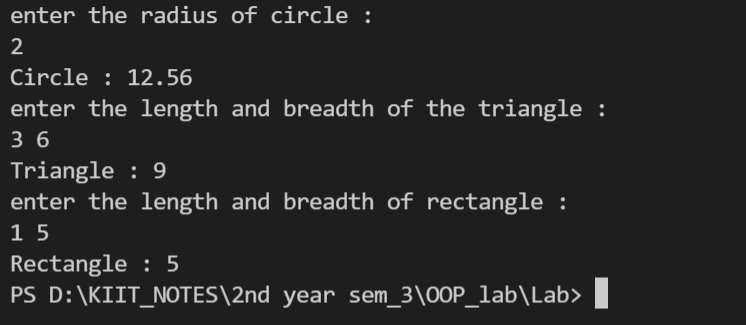 enter the radius of circle :
2
Circle : 12.56
enter the length and breadth of the triangle :
3 6
Triangle : 9
enter the length and breadth of rectangle :
1 5
Rectangle : 5
PS D:\KIIT_NOTES\2nd year sem_3\OOP_lab\Lab>